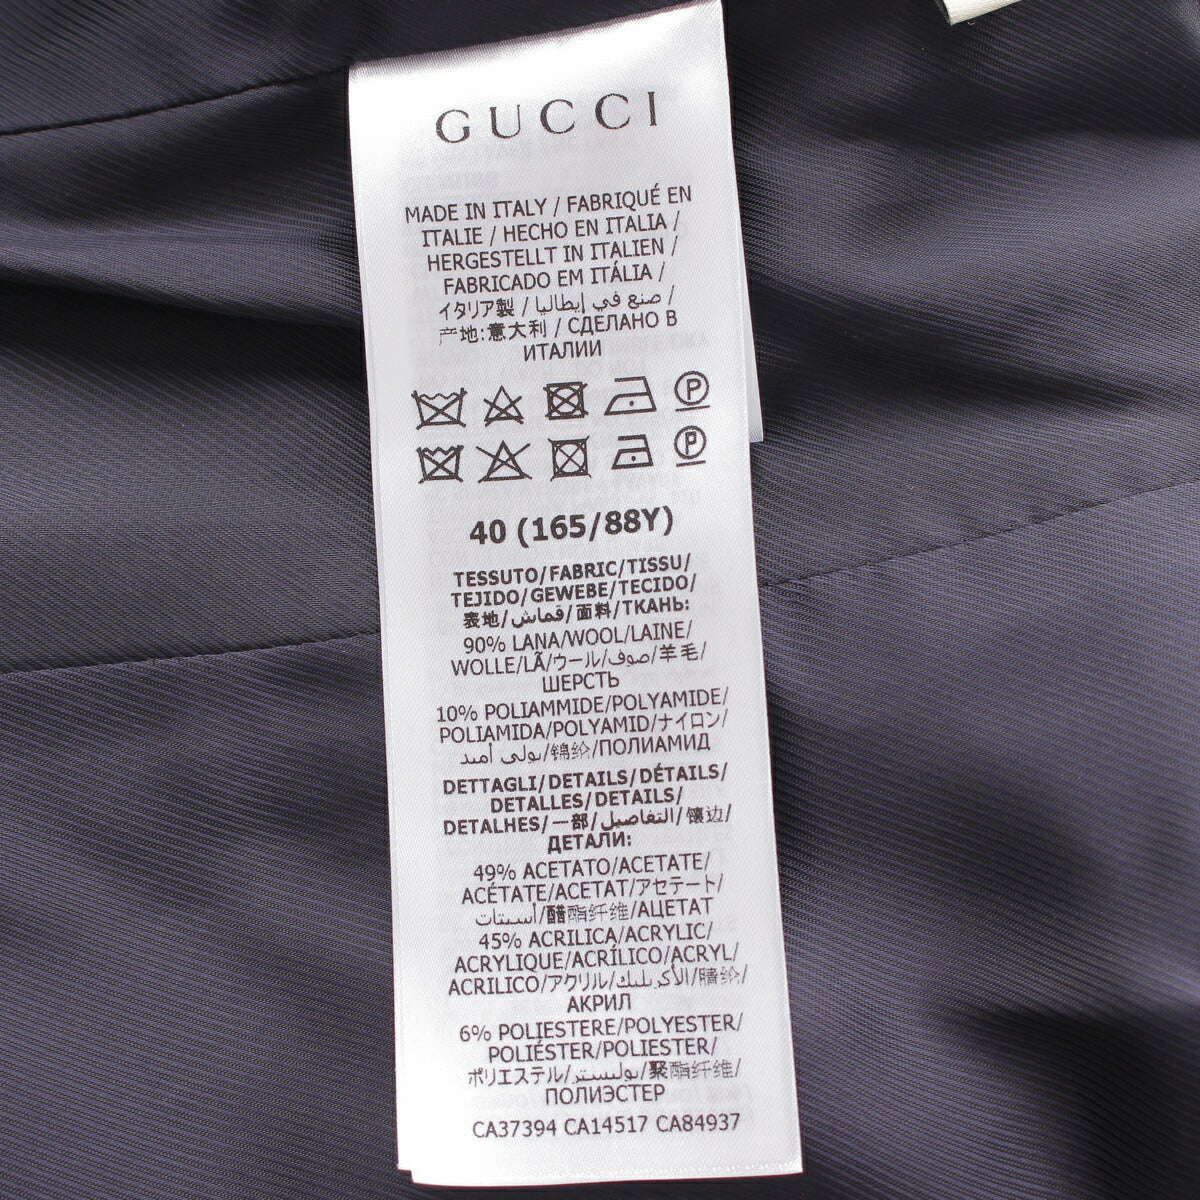 GUCCI
MADE IN ITALY / FABRIQUÉ EN
ITALIE / HECHO EN ITALIA /
HERGESTELLT IN ITALIEN /
FABRICADO EM ITÁLIA /
イタリア製 / صنع في إيطاليا /
产地:意大利 / СДЕЛАНО В
ИТАЛИИ
P
P
40 (165/88Y)
TESSUTO/FABRIC/TISSU/
TEJIDO/GEWEBE/TECIDO/
表地/قماش/面料/ТКАНЬ:
90% LANA/WOOL/LAINE/
WOLLE/LÃ/ウール/صوف/羊毛/
ШЕРСТЬ
10% POLIAMMIDE/POLYAMIDE/
POLIAMIDA/POLYAMID/ナイロン/
بولي أميد/锦纶/ПОЛИАМИД
DETTAGLI/DETAILS/DÉTAILS/
DETALLES/DETAILS/
DETALHES/一部/التفاصيل/镶边/
ДЕТАЛИ:
49% ACETATO/ACETATE/
ACÉTATE/ACETAT/アセテート/
أسيتات/醋酯纤维/АЦЕТАТ
45% ACRILICA/ACRYLIC/
ACRYLIQUE/ACRÍLICO/ACRYL/
ACRILICO/アクリル/الأكريليك/腈纶/
АКРИЛ
6% POLIESTERE/POLYESTER/
POLIÉSTER/POLIESTER/
ポリエステル/بوليستر/聚酯纤维/
ПОЛИЭСТЕР
CA37394 CA14517 CA84937